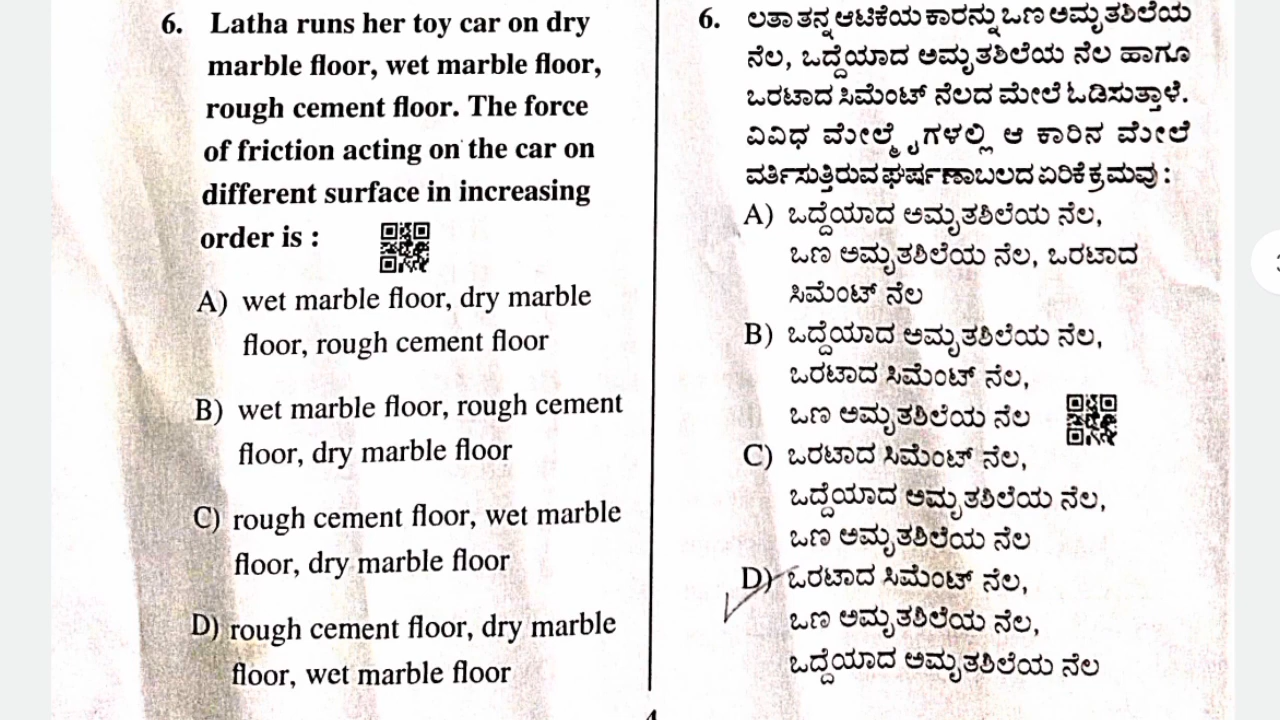 6. Latha runs her toy car on dry
marble floor, wet marble floor,
rough cement floor. The force
of friction acting on the car on
different surface in increasing
order is :
A) wet marble floor, dry marble
floor, rough cement floor
B) wet marble floor, rough cement
floor, dry marble floor
C) rough cement floor, wet marble
floor, dry marble floor
D) rough cement floor, dry marble
floor, wet marble floor
6. ಲತಾ ತನ್ನ ಆಟಿಕೆಯ ಕಾರನ್ನು ಒಣ ಅಮೃತಶಿಲೆಯ
ನೆಲ, ಒದ್ದೆಯಾದ ಅಮೃತಶಿಲೆಯ ನೆಲ ಹಾಗೂ
ಒರಟಾದ ಸಿಮೆಂಟ್ ನೆಲದ ಮೇಲೆ ಓಡಿಸುತ್ತಾಳೆ.
ವಿವಿಧ ಮೇಲ್ಮೈಗಳಲ್ಲಿ ಆ ಕಾರಿನ ಮೇಲೆ
ವರ್ತಿಸುತ್ತಿರುವ ಘರ್ಷಣಾಬಲದ ಏರಿಕೆಕ್ರಮವು :
A) ಒದ್ದೆಯಾದ ಅಮೃತಶಿಲೆಯ ನೆಲ,
ಒಣ ಅಮೃತಶಿಲೆಯ ನೆಲ, ಒರಟಾದ
ಸಿಮೆಂಟ್ ನೆಲ
B) ಒದ್ದೆಯಾದ ಅಮೃತಶಿಲೆಯ ನೆಲ,
ಒರಟಾದ ಸಿಮೆಂಟ್ ನೆಲ,
ಒಣ ಅಮೃತಶಿಲೆಯ ನೆಲ
C) ಒರಟಾದ ಸಿಮೆಂಟ್ ನೆಲ,
ಒದ್ದೆಯಾದ ಅಮೃತಶಿಲೆಯ ನೆಲ,
ಒಣ ಅಮೃತಶಿಲೆಯ ನೆಲ
D) ಒರಟಾದ ಸಿಮೆಂಟ್ ನೆಲ,
ಒಣ ಅಮೃತಶಿಲೆಯ ನೆಲ,
ಒದ್ದೆಯಾದ ಅಮೃತಶಿಲೆಯ ನೆಲ